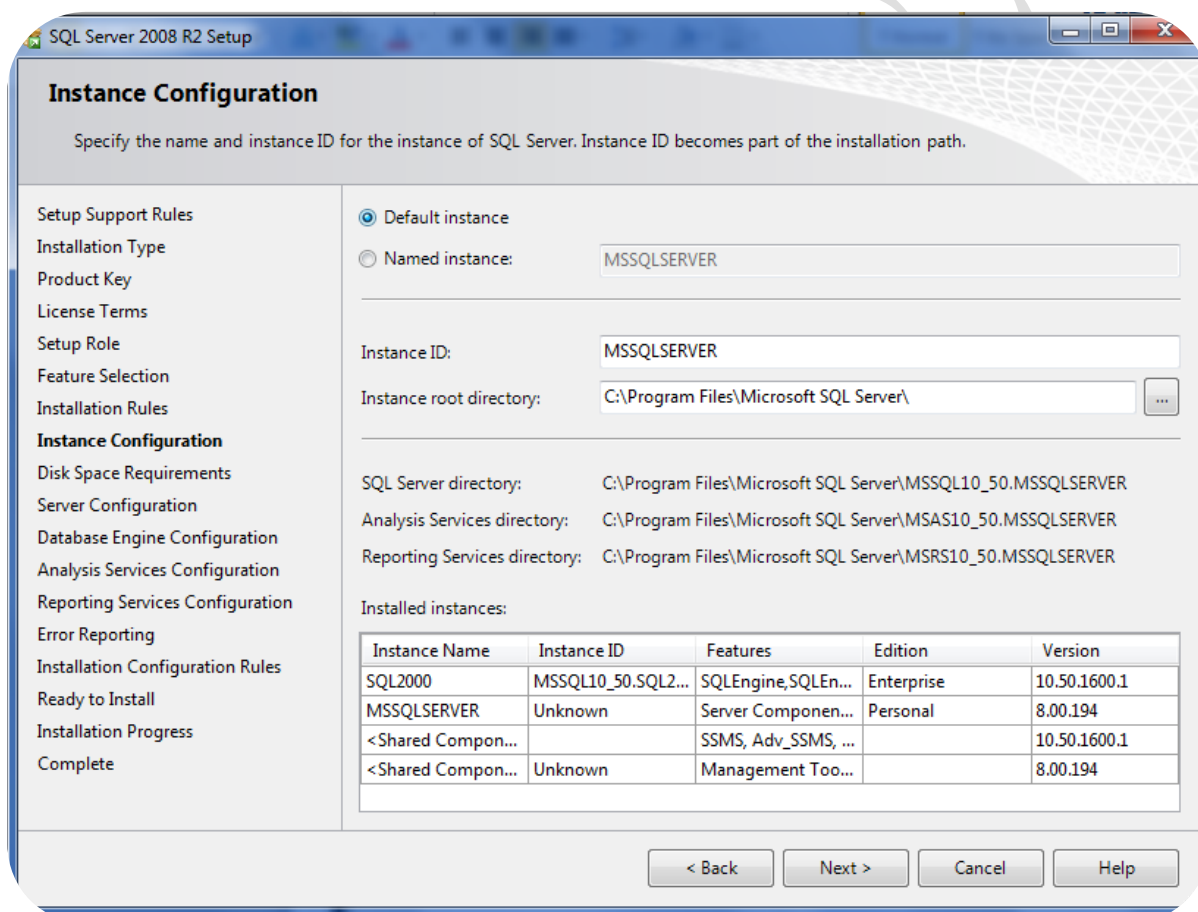 SQL Server 2008 R2 Setup
Instance Configuration
Specify the name and instance ID for the instance of SQL Server. Instance ID becomes part of the installation path.
Setup Support Rules
Installation Type
Product Key
License Terms
Setup Role
Feature Selection
Installation Rules
Instance Configuration
Disk Space Requirements
Server Configuration
Database Engine Configuration
Analysis Services Configuration
Reporting Services Configuration
Error Reporting
Installation Configuration Rules
Ready to Install
Installation Progress
Complete
Default instance
Named instance: MSSQLSERVER
Instance ID: MSSQLSERVER
Instance root directory: C:\Program Files\Microsoft SQL Server\ ...
SQL Server directory: C:\Program Files\Microsoft SQL Server\MSSQL10_50.MSSQLSERVER
Analysis Services directory: C:\Program Files\Microsoft SQL Server\MSAS10_50.MSSQLSERVER
Reporting Services directory: C:\Program Files\Microsoft SQL Server\MSRS10_50.MSSQLSERVER
Installed instances:
Instance Name Instance ID Features Edition Version
SQL2000 MSSQL10_50.SQL2... SQLEngine,SQLEn... Enterprise 10.50.1600.1
MSSQLSERVER Unknown Server Componen... Personal 8.00.194
<Shared Compon... SSMS, Adv_SSMS, ... 10.50.1600.1
<Shared Compon... Unknown Management Too... 8.00.194
< Back Next > Cancel Help